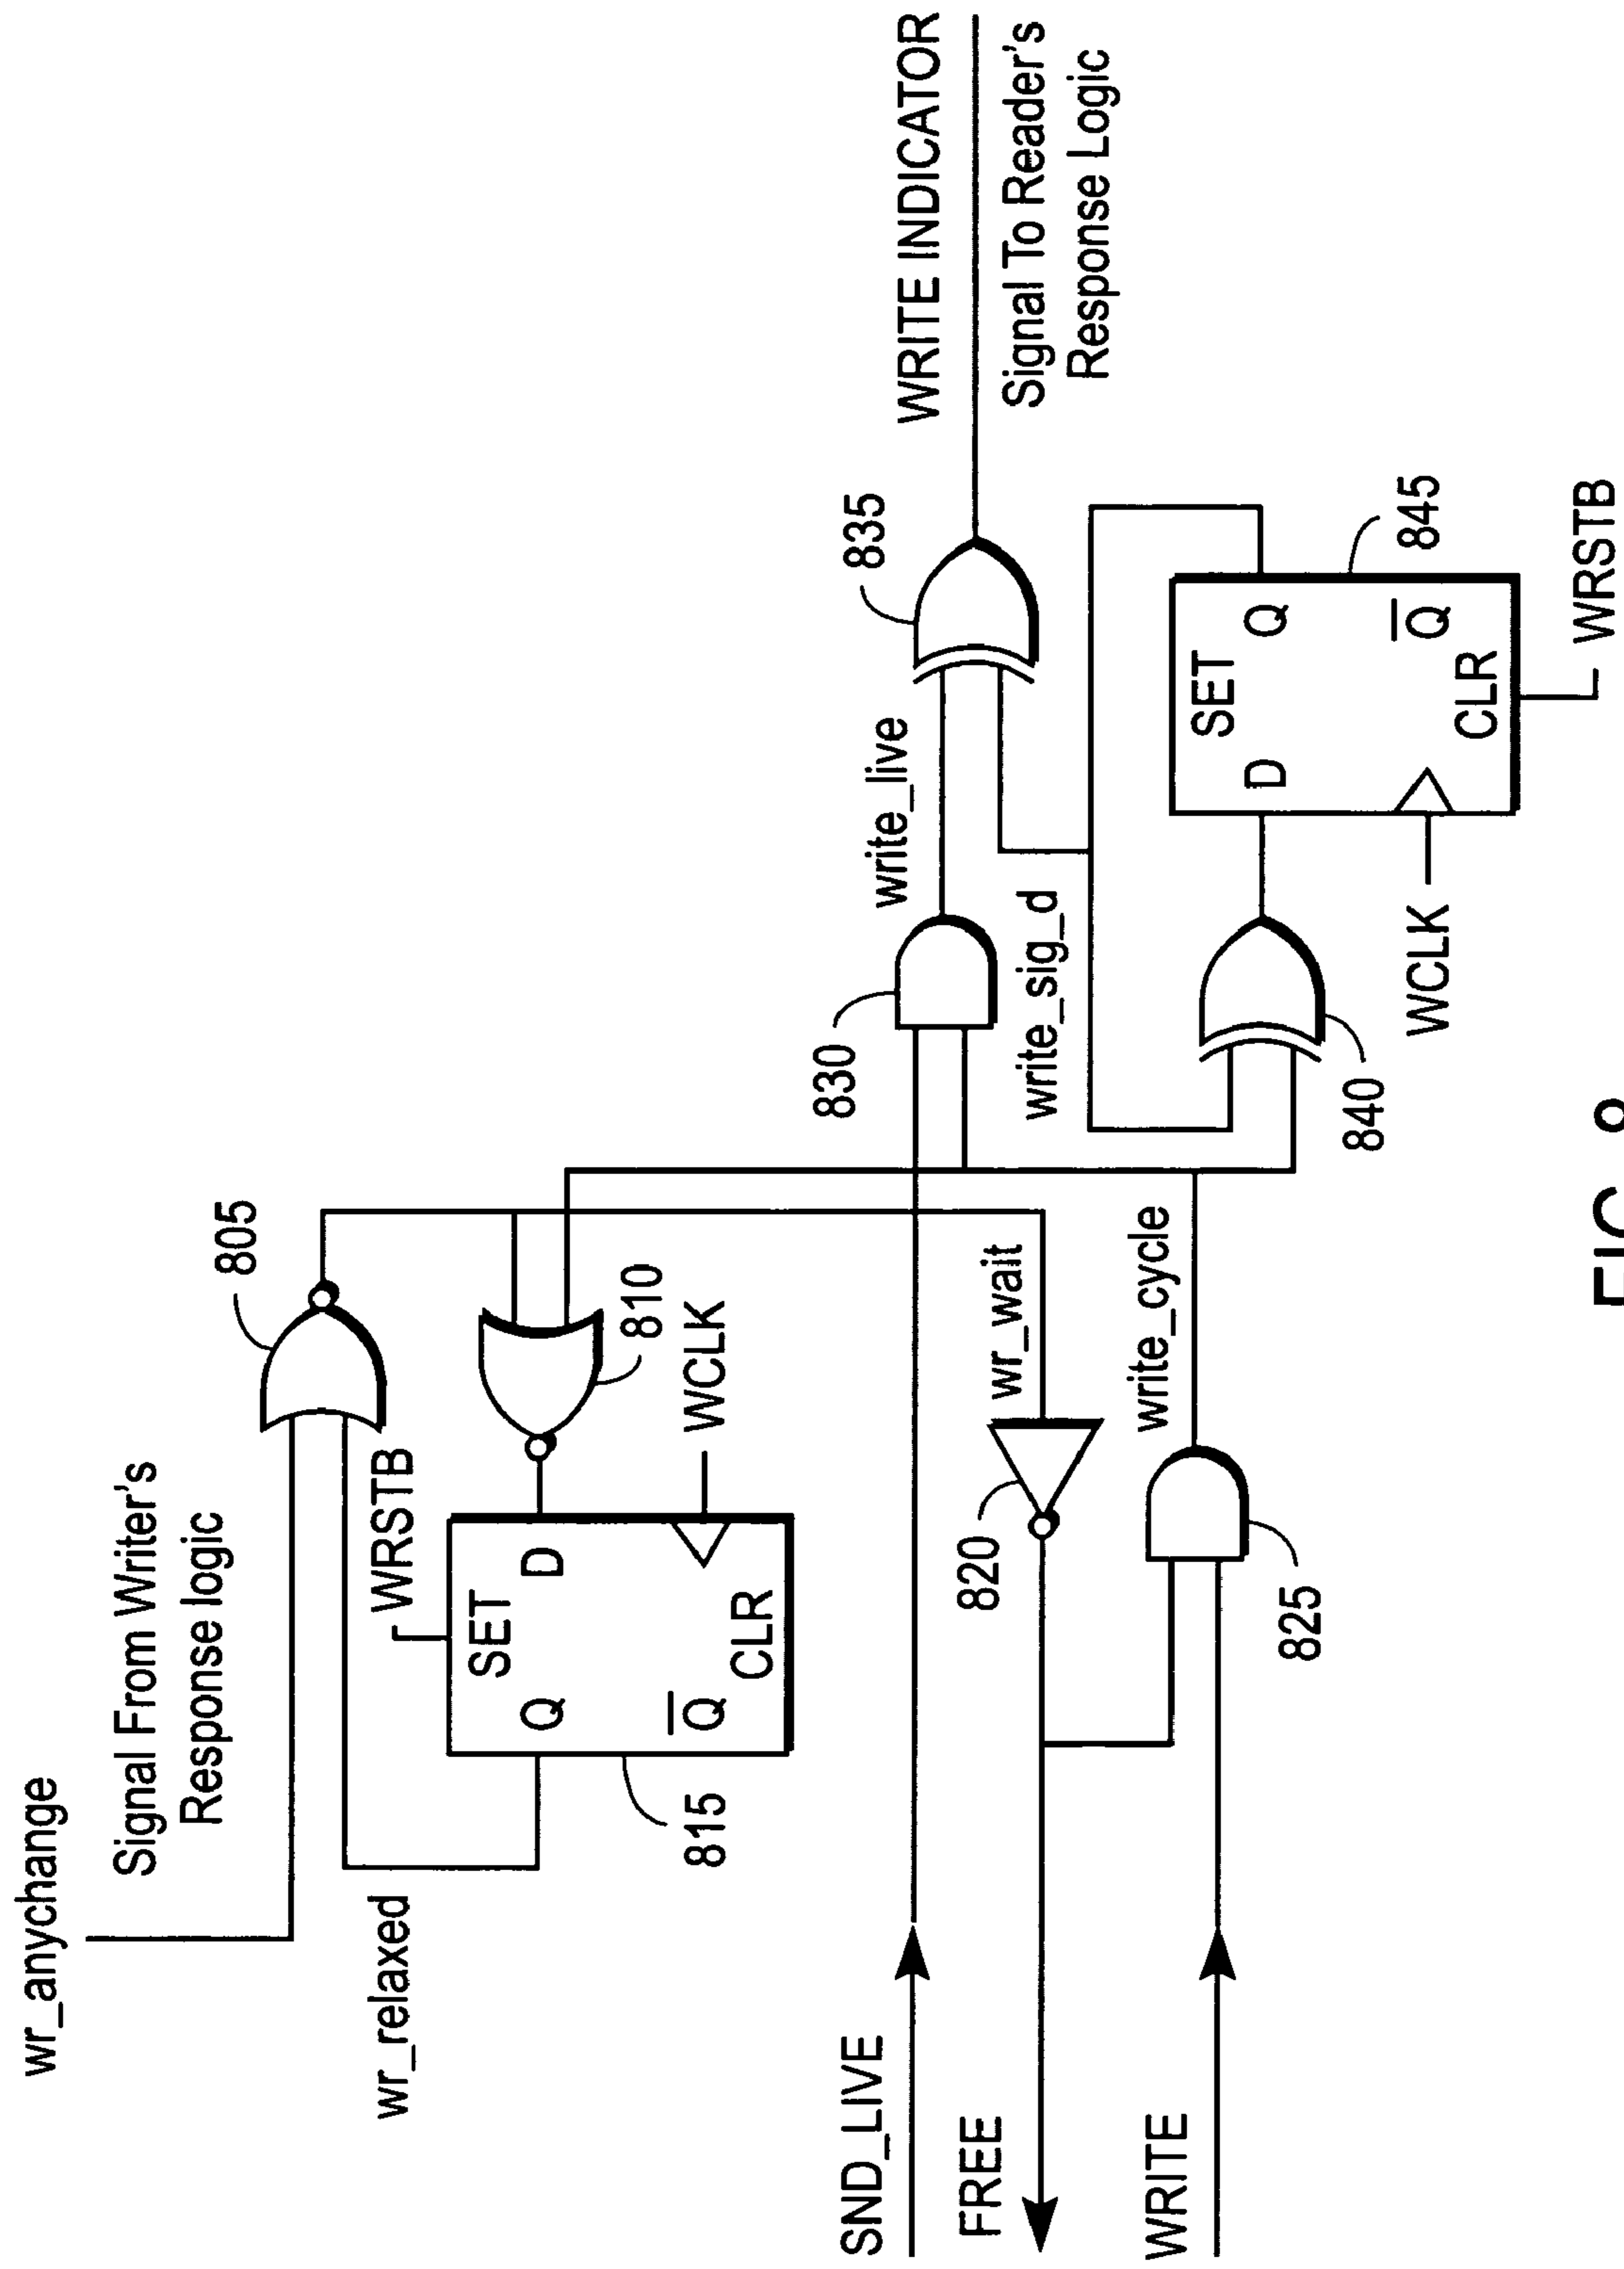 wr_anychange
Signal From Writer's
Response logic
wr_relaxed
805
WRSTB
SET
D
Q
Q
CLR
810
WCLK
815
SND_LIVE
830
write_live
835
WRITE INDICATOR
Signal To Reader's
Response Logic
FREE
820
wr_wait
write_sig_d
WRITE
825
write_cycle
840
WCLK
SET
D
Q
Q
CLR
845
WRSTB
FIG. 8